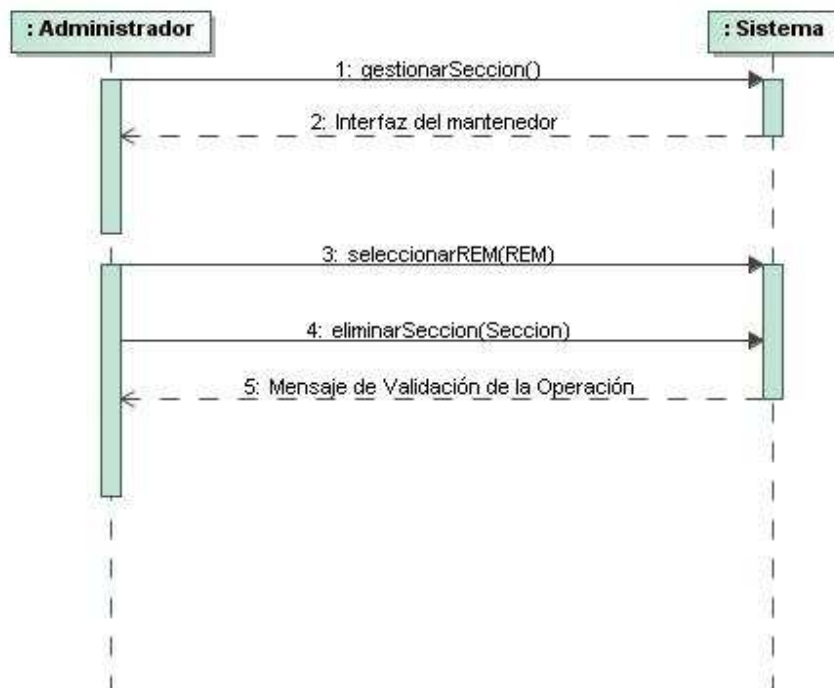 : Administrador
: Sistema
1: gestionarSeccion()
2: Interfaz del mantenedor
3: seleccionarREM(REM)
4: eliminarSeccion(Seccion)
5: Mensaje de Validación de la Operación